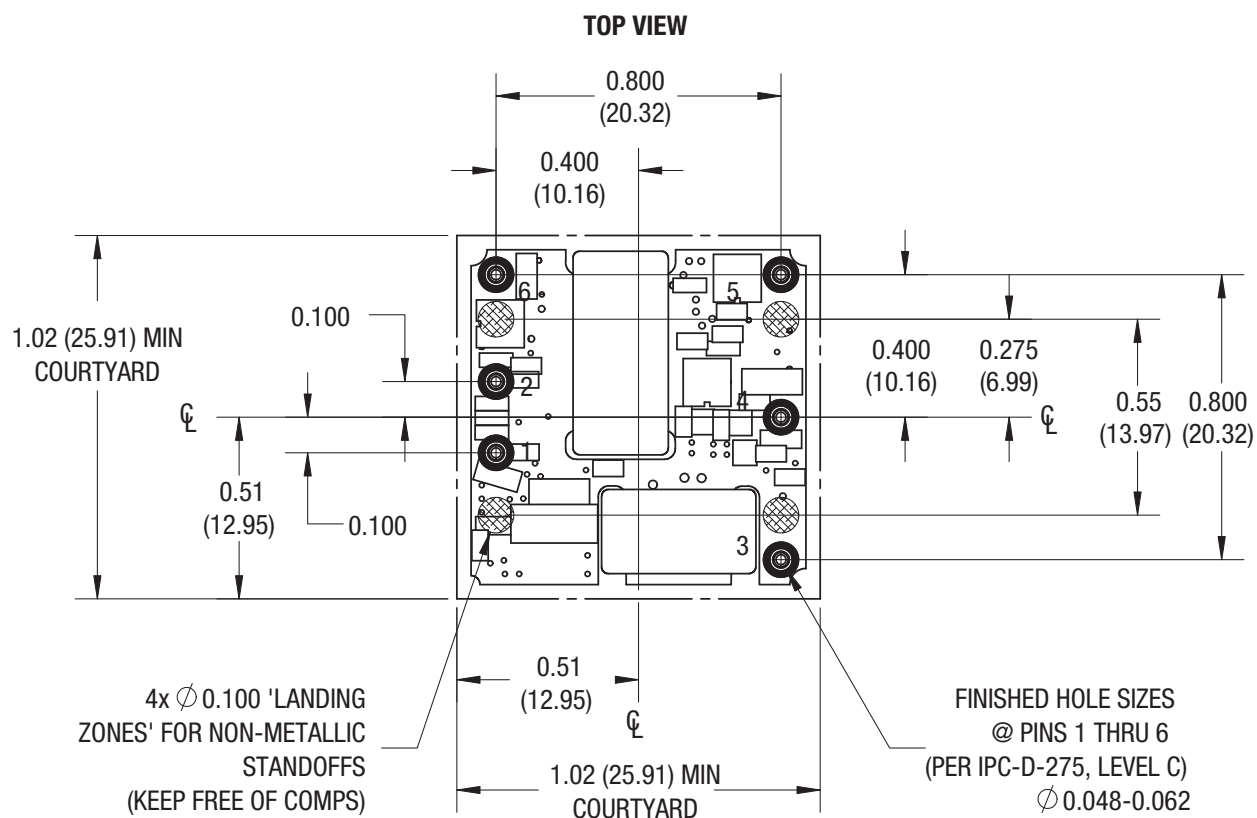 TOP VIEW
0.800
(20.32)
0.400
(10.16)
1.02 (25.91) MIN
COURTYARD
0.100
6
5
2
4
1
3
℄
℄
0.400
(10.16)
0.275
(6.99)
0.55
(13.97)
0.800
(20.32)
0.51
(12.95)
0.100
0.51
(12.95)
℄
4x ∅ 0.100 'LANDING
ZONES' FOR NON-METALLIC
STANDOFFS
(KEEP FREE OF COMPS)
1.02 (25.91) MIN
COURTYARD
FINISHED HOLE SIZES
@ PINS 1 THRU 6
(PER IPC-D-275, LEVEL C)
∅ 0.048-0.062